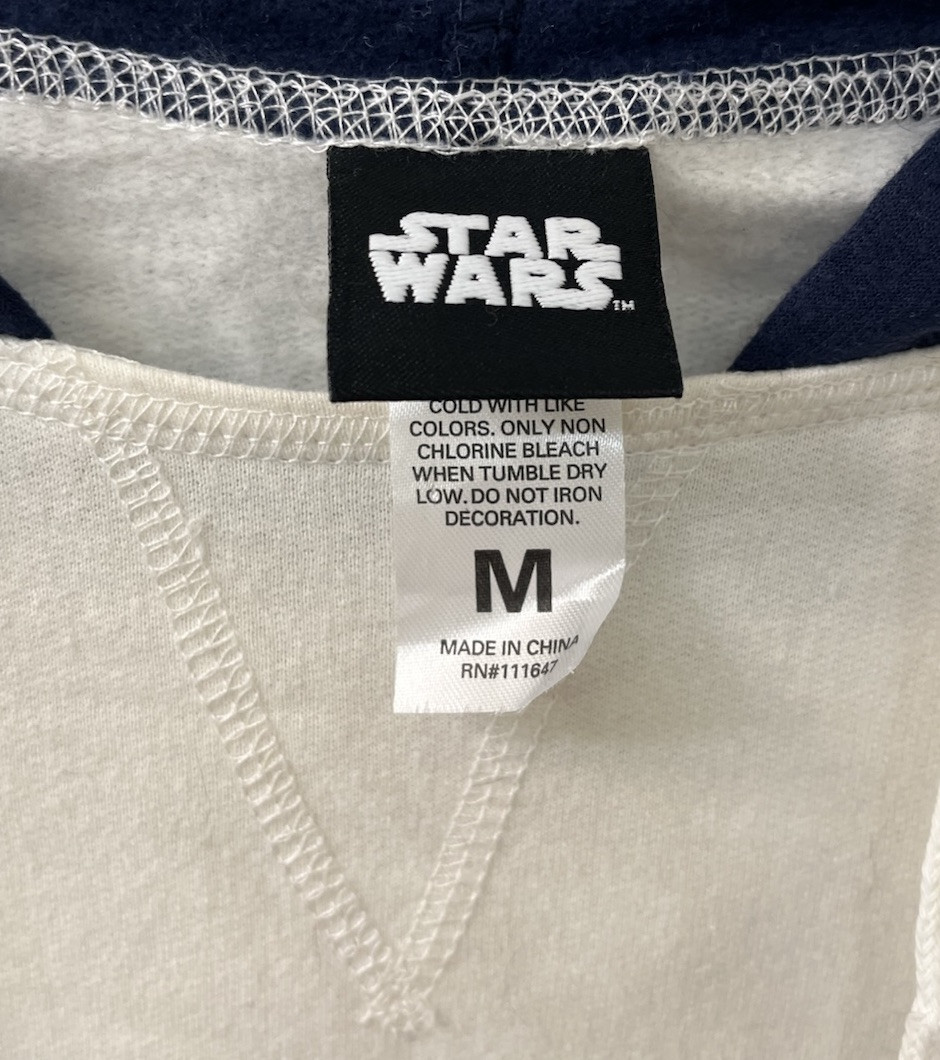 STAR
WARS
TM
COLD WITH LIKE
COLORS. ONLY NON
CHLORINE BLEACH
WHEN TUMBLE DRY
LOW. DO NOT IRON
DECORATION.
M
MADE IN CHINA
RN#111647